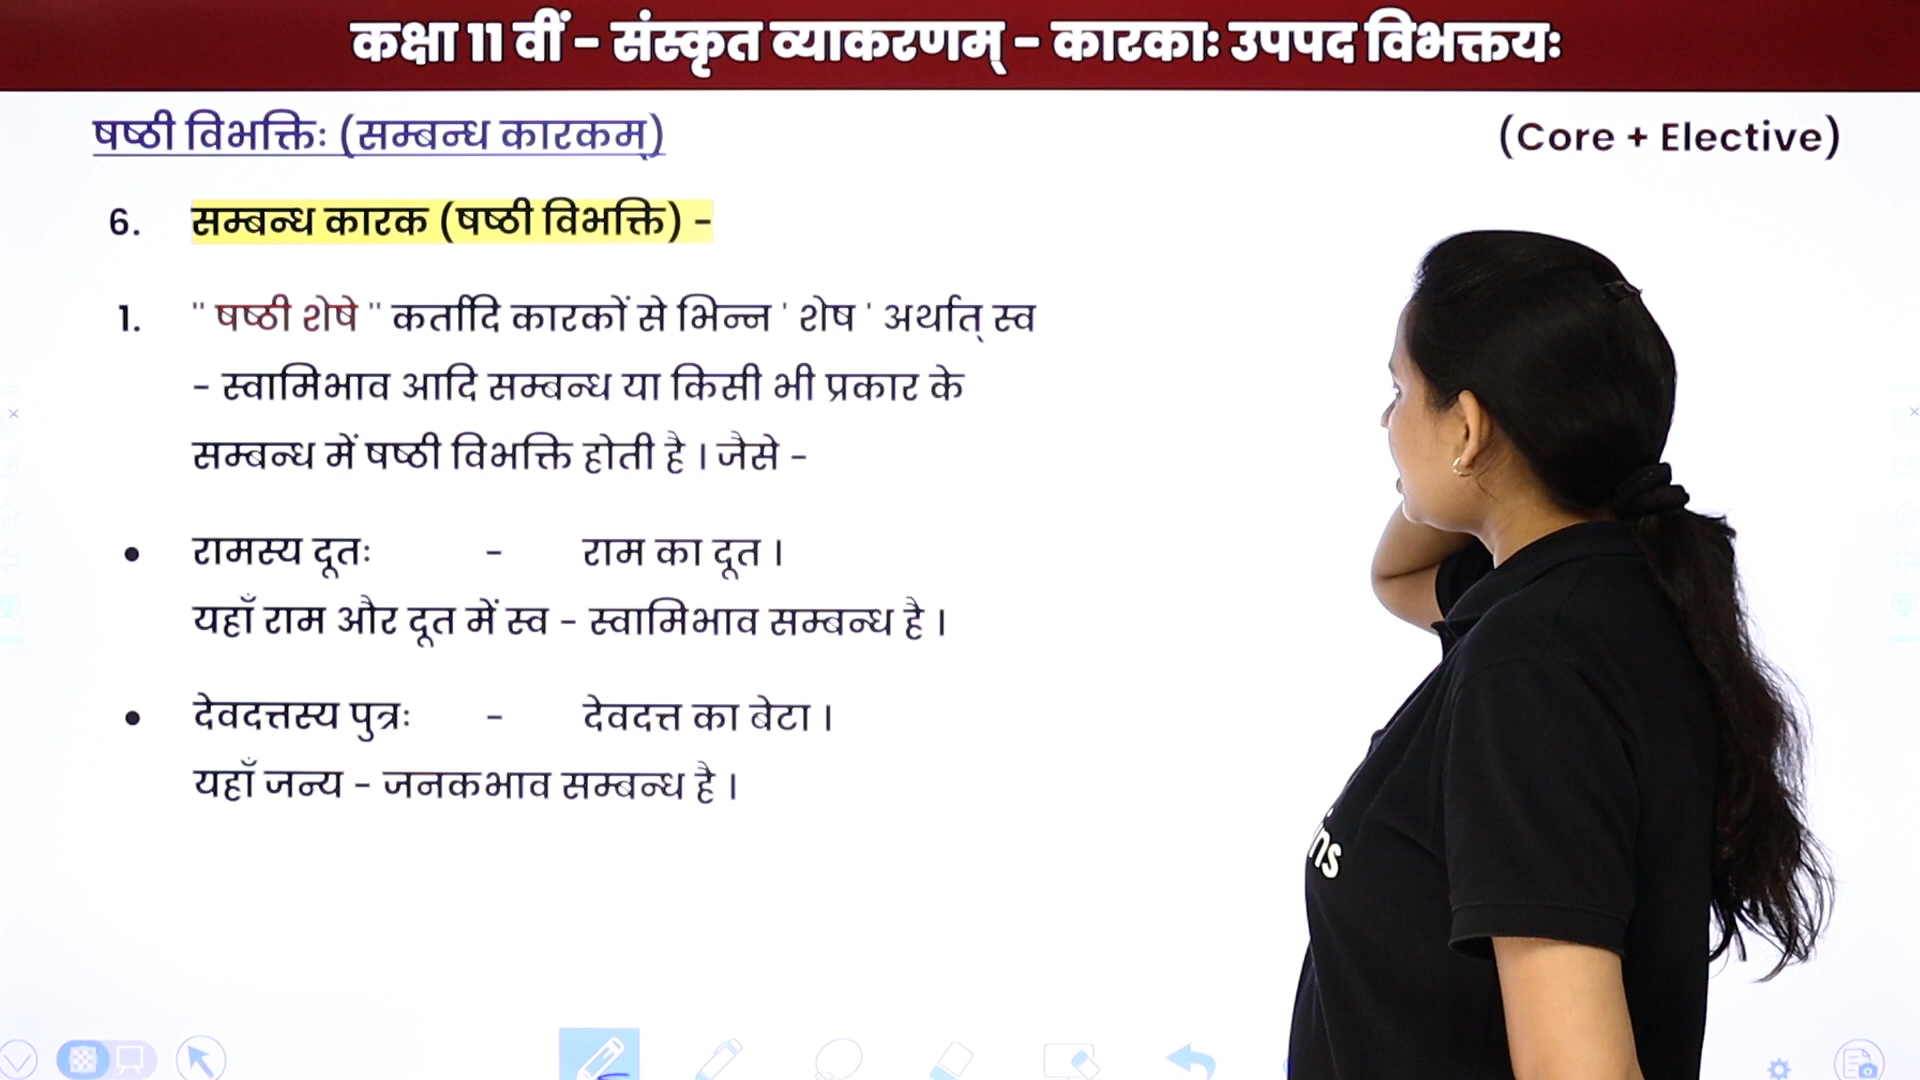 कक्षा 11 वीं - संस्कृत व्याकरणम् - कारकाः उपपद विभक्तयः
षष्ठी विभक्तिः (सम्बन्ध कारकम्)
(Core + Elective)
6. सम्बन्ध कारक (षष्ठी विभक्ति) -
1. " षष्ठी शेषे " कर्तादि कारकों से भिन्न ' शेष ' अर्थात् स्व
- स्वामिभाव आदि सम्बन्ध या किसी भी प्रकार के
सम्बन्ध में षष्ठी विभक्ति होती है । जैसे -
• रामस्य दूतः - राम का दूत ।
यहाँ राम और दूत में स्व - स्वामिभाव सम्बन्ध है ।
• देवदत्तस्य पुत्रः - देवदत्त का बेटा ।
यहाँ जन्य - जनकभाव सम्बन्ध है ।